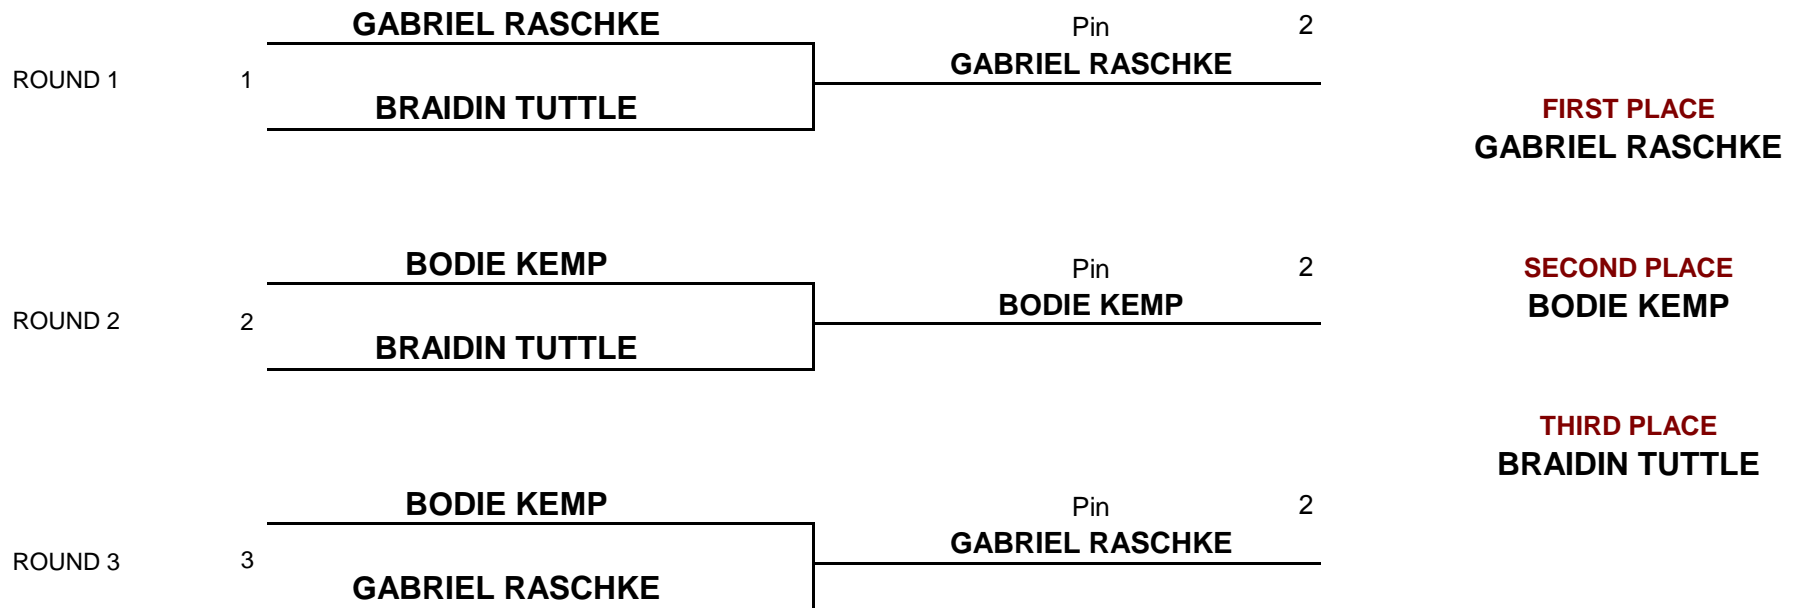 GABRIEL RASCHKE
Pin 2
GABRIEL RASCHKE
ROUND 1 1
BRAIDIN TUTTLE
FIRST PLACE
GABRIEL RASCHKE
BODIE KEMP
Pin 2
SECOND PLACE
BODIE KEMP
BODIE KEMP
ROUND 2 2
BRAIDIN TUTTLE
THIRD PLACE
BRAIDIN TUTTLE
BODIE KEMP
Pin 2
GABRIEL RASCHKE
ROUND 3 3
GABRIEL RASCHKE